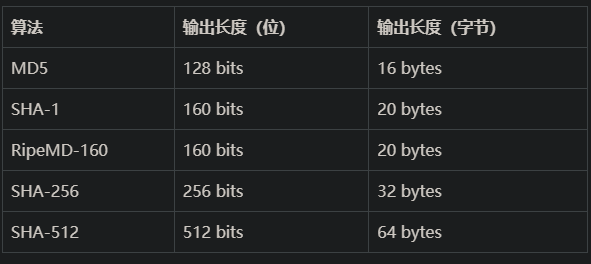 算法 输出长度（位） 输出长度（字节）
MD5 128 bits 16 bytes
SHA-1 160 bits 20 bytes
RipeMD-160 160 bits 20 bytes
SHA-256 256 bits 32 bytes
SHA-512 512 bits 64 bytes